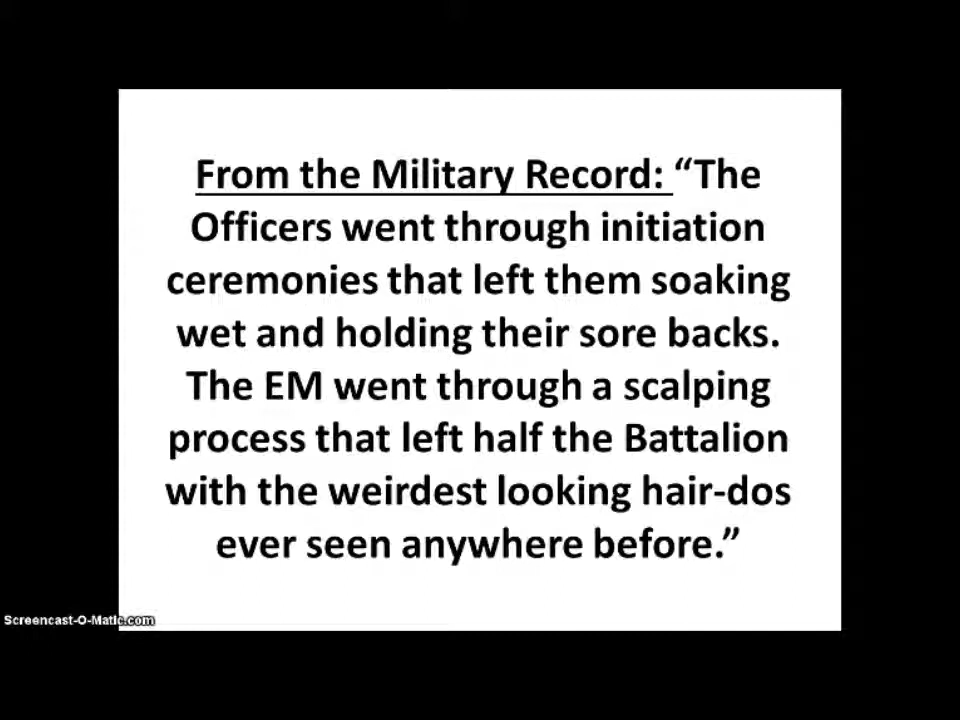 From the Military Record: “The
Officers went through initiation
ceremonies that left them soaking
wet and holding their sore backs.
The EM went through a scalping
process that left half the Battalion
with the weirdest looking hair-dos
ever seen anywhere before.”
Screencast-O-Matic.com